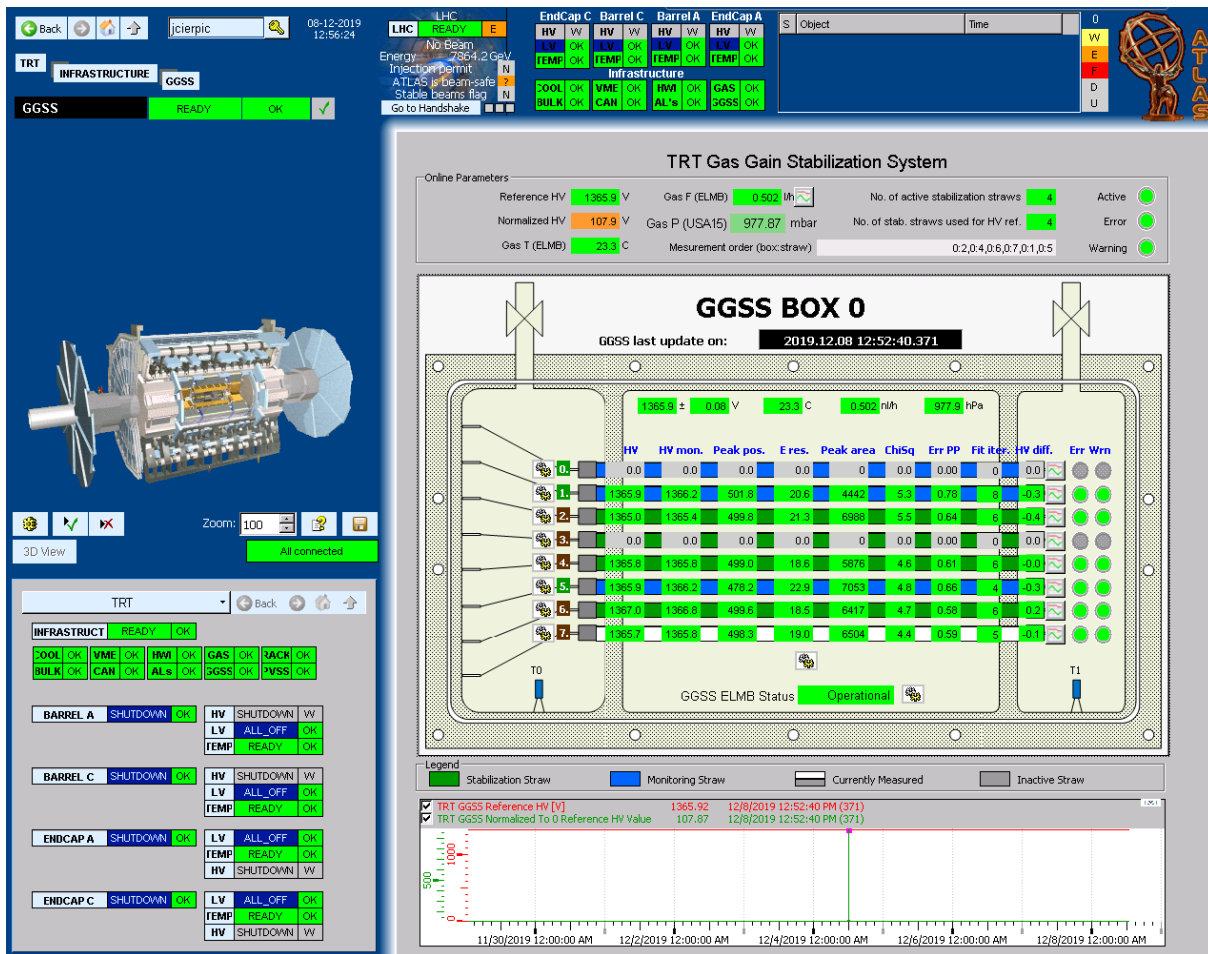 Back
jcierpic
08-12-2019
12:56:24
TRT
INFRASTRUCTURE
GGSS
GGSS READY OK
LHC
LHC READY E
No Beam
Energy 7864.2 GeV
Injection permit N
ATLAS is beam-safe ?
Stable beams flag N
Go to Handshake
EndCap C Barrel C Barrel A EndCap A
HV W HV W HV W HV W
LV OK LV OK LV OK LV OK
TEMP OK TEMP OK TEMP OK TEMP OK
Infrastructure
COOL OK VME OK HWI OK GAS OK
BULK OK CAN OK AL's OK GGSS OK
S Object Time
0
W
E
F
D
U
ATLAS
Zoom: 100
3D View
All connected
TRT Back
INFRASTRUCT READY OK
COOL OK VME OK HWI OK GAS OK RACK OK
BULK OK CAN OK ALs OK GGSS OK PVSS OK
BARREL A SHUTDOWN OK HV SHUTDOWN W
LV ALL_OFF OK
TEMP READY OK
BARREL C SHUTDOWN OK HV SHUTDOWN W
LV ALL_OFF OK
TEMP READY OK
ENDCAP A SHUTDOWN OK LV ALL_OFF OK
TEMP READY OK
HV SHUTDOWN W
ENDCAP C SHUTDOWN OK LV ALL_OFF OK
TEMP READY OK
HV SHUTDOWN W
TRT Gas Gain Stabilization System
Online Parameters
Reference HV 1365.9 V Gas F (ELMB) 0.502 l/h No. of active stabilization straws 4 Active
Normalized HV 107.9 V Gas P (USA15) 977.87 mbar No. of stab. straws used for HV ref. 4 Error
Gas T (ELMB) 23.3 C Mesurement order (box:straw) 0:2,0:4,0:6,0:7,0:1,0:5 Warning
GGSS BOX 0
GGSS last update on: 2019.12.08 12:52:40.371
1365.9 ± 0.08 V 23.3 C 0.502 nl/h 977.9 hPa
HV HV mon. Peak pos. E res. Peak area ChiSq Err PP Fit iter. HV diff. Err Wrn
0. 0.0 0.0 0.0 0.0 0 0.0 0.00 0 0.0
1. 1365.9 1366.2 501.8 20.6 4442 5.3 0.78 8 -0.3
2. 1365.0 1365.4 499.8 21.3 6988 5.5 0.64 6 -0.4
3. 0.0 0.0 0.0 0.0 0 0.0 0.00 0 0.0
4. 1365.8 1365.8 499.0 18.6 5876 4.6 0.61 6 -0.0
5. 1365.9 1366.2 478.2 22.9 7053 4.8 0.66 4 -0.3
6. 1367.0 1366.8 499.6 18.5 6417 4.7 0.58 6 0.2
7. 1365.7 1365.8 498.3 19.0 6504 4.4 0.59 5 -0.1
T0 T1
GGSS ELMB Status Operational
Legend
Stabilization Straw Monitoring Straw Currently Measured Inactive Straw
TRT GGSS Reference HV [V] 1365.92 12/8/2019 12:52:40 PM (371)
TRT GGSS Normalized To 0 Reference HV Value 107.87 12/8/2019 12:52:40 PM (371)
1000
500
0
11/30/2019 12:00:00 AM 12/2/2019 12:00:00 AM 12/4/2019 12:00:00 AM 12/6/2019 12:00:00 AM 12/8/2019 12:00:00 AM